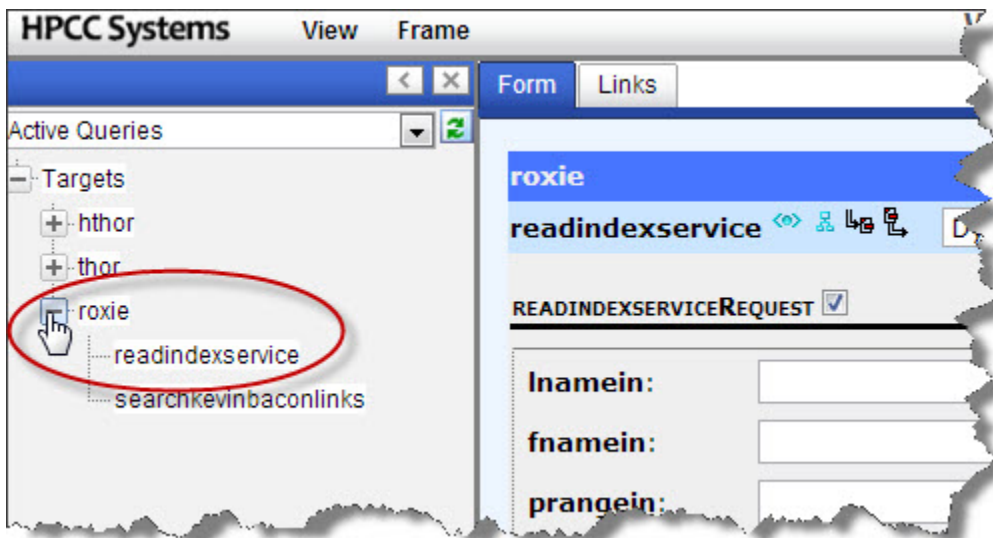 HPCC Systems View Frame
Form Links
Active Queries
Targets
hthor
thor
roxie
readindexservice
searchkevinbaconlinks
roxie
readindexservice
READINDEXSERVICEREQUEST
lnamein:
fnamein:
prangein: